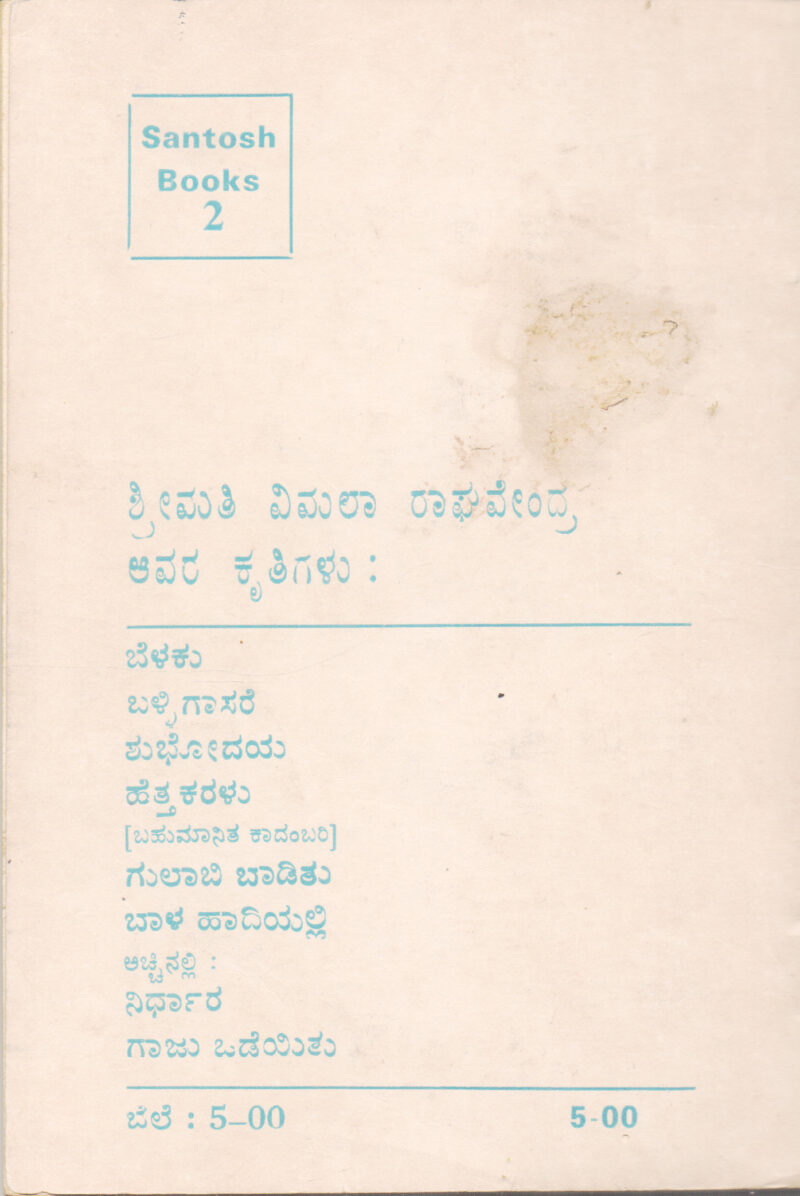 Santosh
Books
2
ಶ್ರೀಮತಿ ವಿಮಲಾ ರಾಘವೇಂದ್ರ
ಅವರ ಕೃತಿಗಳು :
ಬೆಳಕು
ಬಳ್ಳಿಗಾಸರೆ
ಶುಭೋದಯ
ಹೆತ್ತಕರಳು
[ಬಹುಮಾನಿತ ಕಾದಂಬರಿ]
ಗುಲಾಬಿ ಬಾಡಿತು
ಬಾಳ ಹಾದಿಯಲ್ಲಿ
ಅಚ್ಚಿನಲ್ಲಿ :
ನಿರ್ಧಾರ
ಗಾಜು ಒಡೆಯಿತು
ಬೆಲೆ : 5–00 5-00